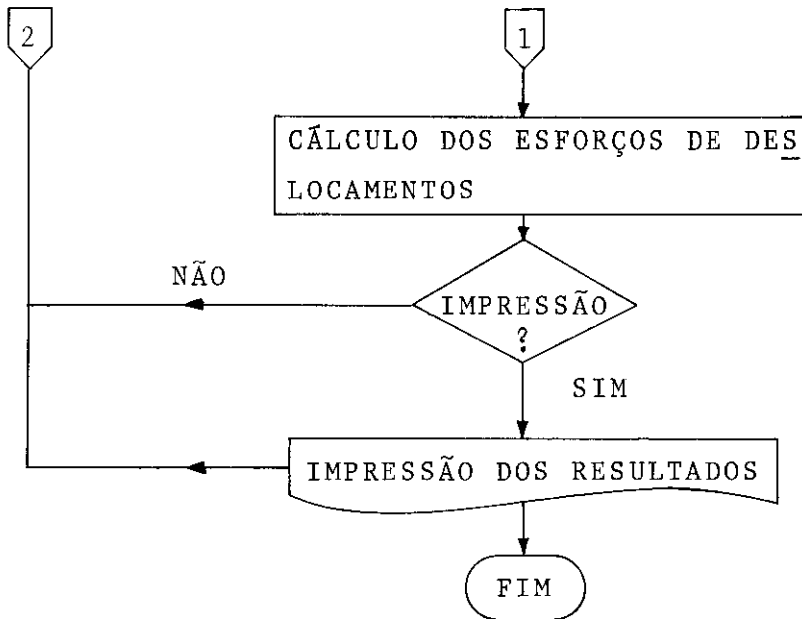 2
1
CÁLCULO DOS ESFORÇOS DE DES
LOCAMENTOS
NÃO
IMPRESSÃO
?
SIM
IMPRESSÃO DOS RESULTADOS
FIM